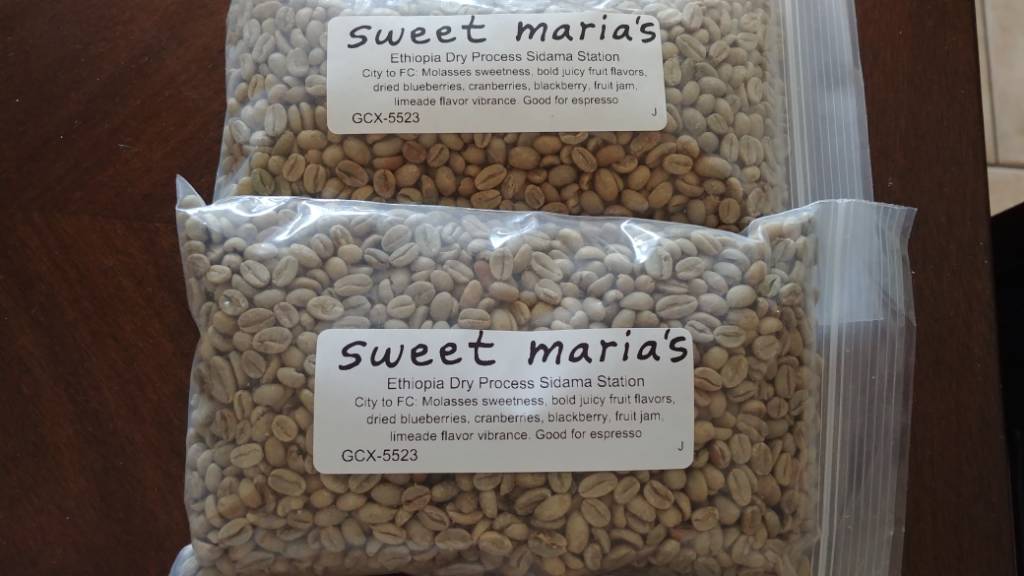 sweet maria's
Ethiopia Dry Process Sidama Station
City to FC: Molasses sweetness, bold juicy fruit flavors,
dried blueberries, cranberries, blackberry, fruit jam,
limeade flavor vibrance. Good for espresso
GCX-5523 J
sweet maria's
Ethiopia Dry Process Sidama Station
City to FC: Molasses sweetness, bold juicy fruit flavors,
dried blueberries, cranberries, blackberry, fruit jam,
limeade flavor vibrance. Good for espresso
GCX-5523 J